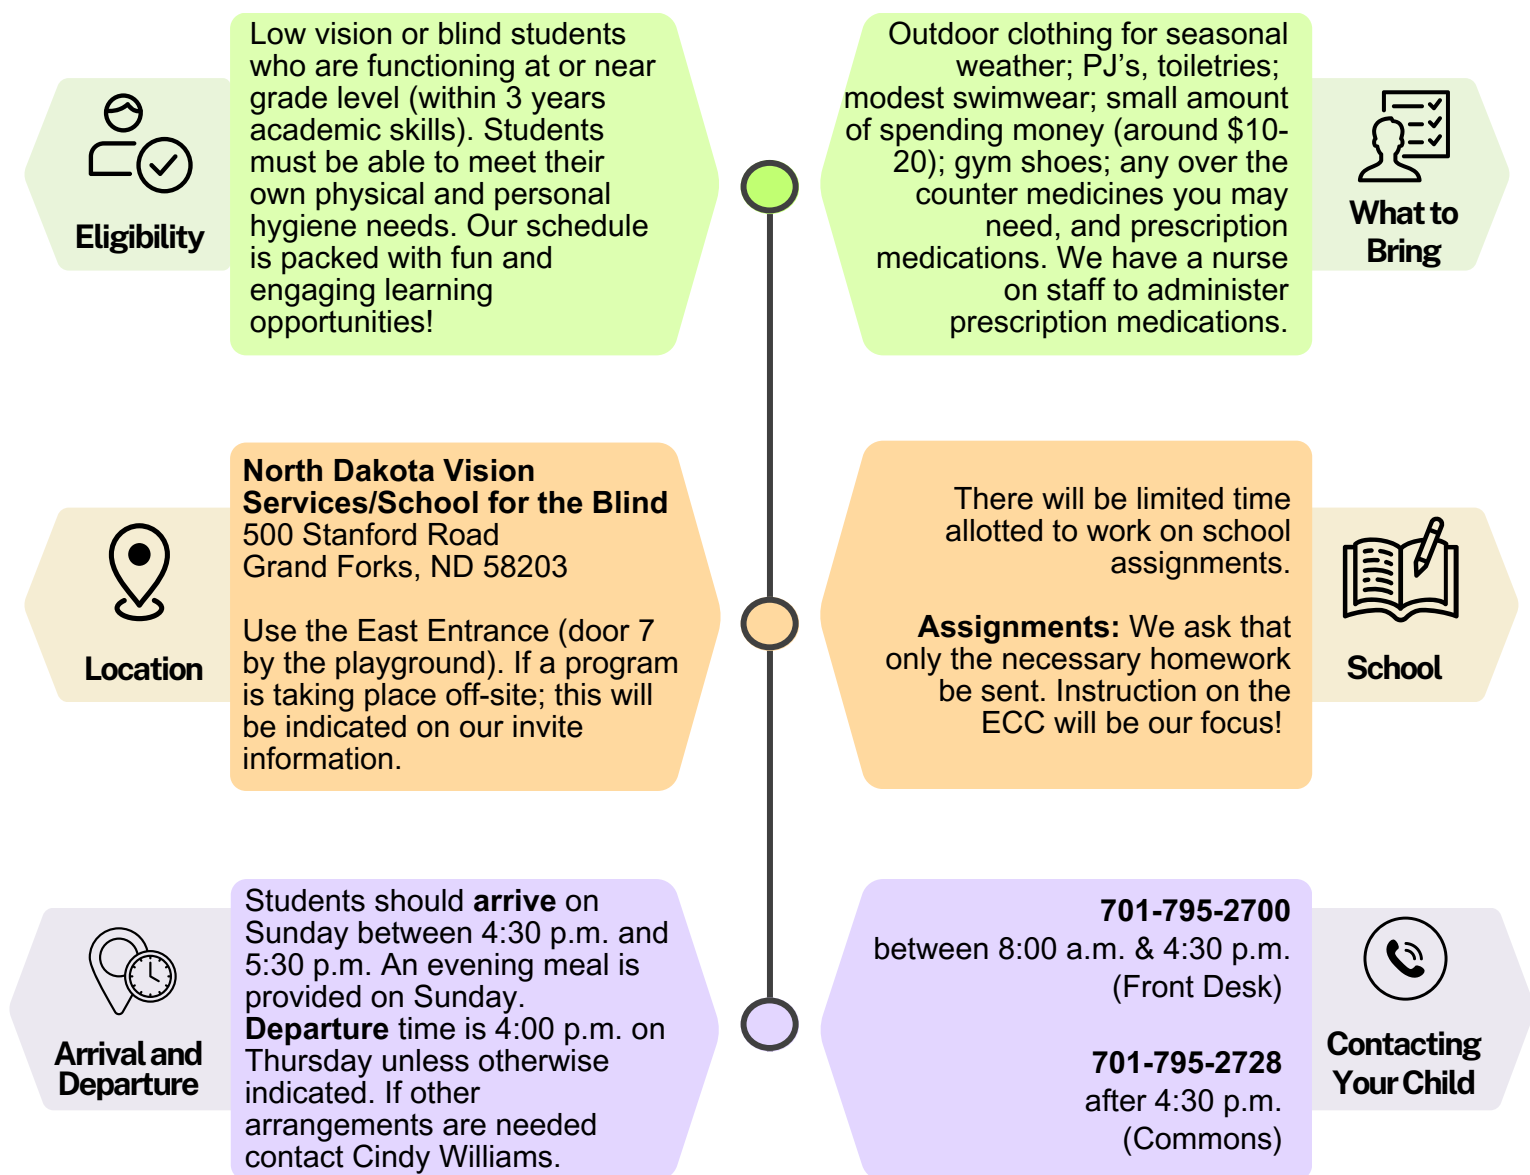 Eligibility
Low vision or blind students
who are functioning at or near
grade level (within 3 years
academic skills). Students
must be able to meet their
own physical and personal
hygiene needs. Our schedule
is packed with fun and
engaging learning
opportunities!
Outdoor clothing for seasonal
weather; PJ's, toiletries;
modest swimwear; small amount
of spending money (around $10-
20); gym shoes; any over the
counter medicines you may
need, and prescription
medications. We have a nurse
on staff to administer
prescription medications.
What to
Bring
Location
North Dakota Vision
Services/School for the Blind
500 Stanford Road
Grand Forks, ND 58203
Use the East Entrance (door 7
by the playground). If a program
is taking place off-site; this will
be indicated on our invite
information.
There will be limited time
allotted to work on school
assignments.
Assignments: We ask that
only the necessary homework
be sent. Instruction on the
ECC will be our focus!
School
Arrival and
Departure
Students should arrive on
Sunday between 4:30 p.m. and
5:30 p.m. An evening meal is
provided on Sunday.
Departure time is 4:00 p.m. on
Thursday unless otherwise
indicated. If other
arrangements are needed
contact Cindy Williams.
701-795-2700
between 8:00 a.m. & 4:30 p.m.
(Front Desk)
701-795-2728
after 4:30 p.m.
(Commons)
Contacting
Your Child